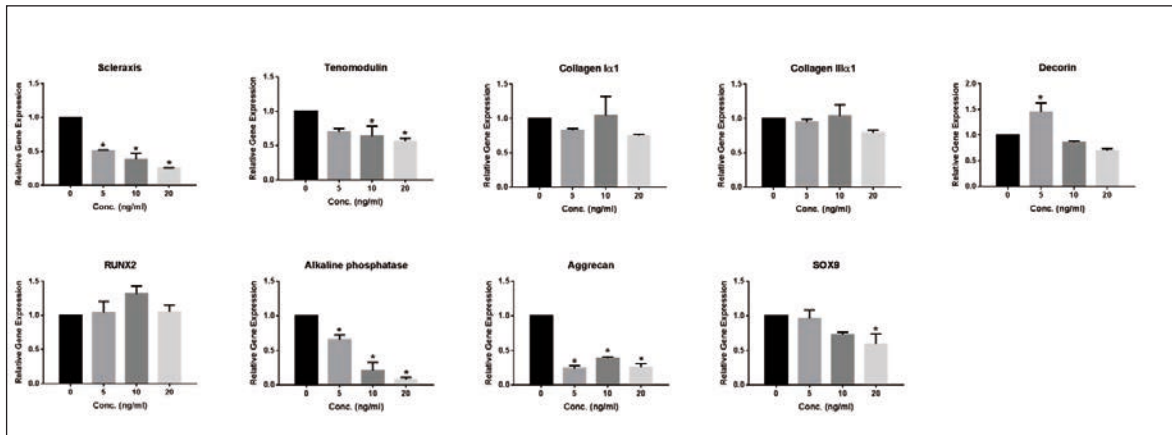 Scleraxis
Relative Gene Expression
1.5
1.0
0.5
0.0
*
*
*
0 5 10 20
Conc. (ng/ml)
Tenomodulin
Relative Gene Expression
1.5
1.0
0.5
0.0
*
*
0 5 10 20
Conc. (ng/ml)
Collagen Iα1
Relative Gene Expression
1.5
1.0
0.5
0.0
0 5 10 20
Conc. (ng/ml)
Collagen IIIα1
Relative Gene Expression
1.5
1.0
0.5
0.0
0 5 10 20
Conc. (ng/ml)
Decorin
Relative Gene Expression
2.0
1.5
1.0
0.5
0.0
*
0 5 10 20
Conc. (ng/ml)
RUNX2
Relative Gene Expression
1.5
1.0
0.5
0.0
0 5 10 20
Conc. (ng/ml)
Alkaline phosphatase
Relative Gene Expression
1.5
1.0
0.5
0.0
*
*
*
0 5 10 20
Conc. (ng/ml)
Aggrecan
Relative Gene Expression
1.5
1.0
0.5
0.0
*
*
*
0 5 10 20
Conc. (ng/ml)
SOX9
Relative Gene Expression
1.5
1.0
0.5
0.0
*
0 5 10 20
Conc. (ng/ml)